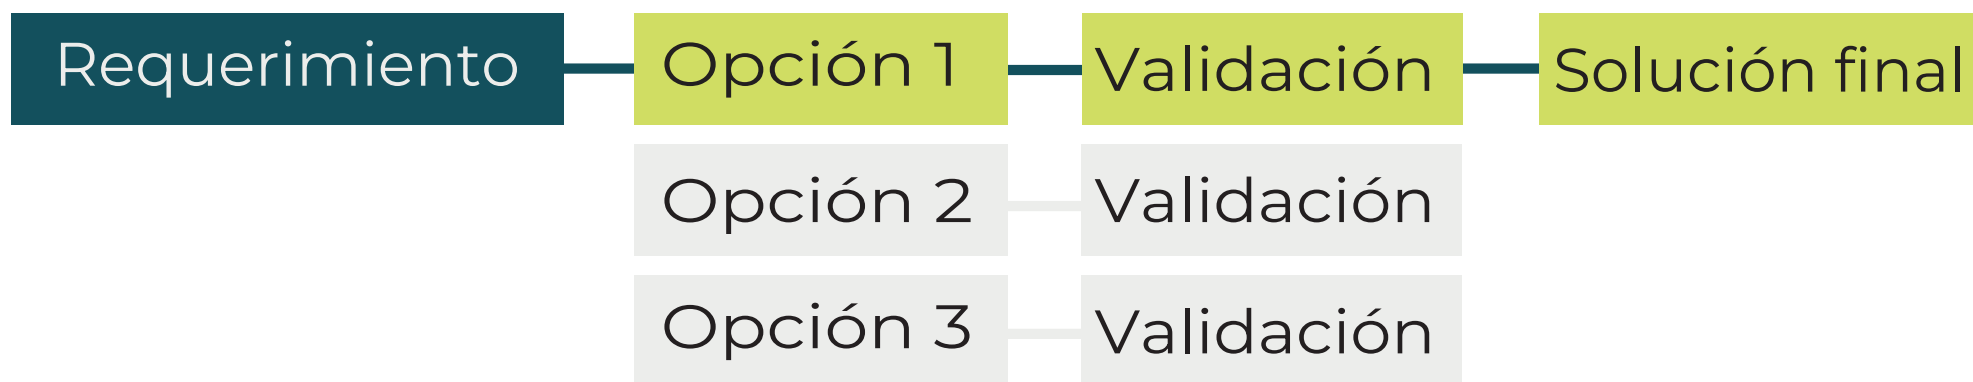 Requerimiento
Opción 1
Validación
Solución final
Opción 2
Validación
Opción 3
Validación